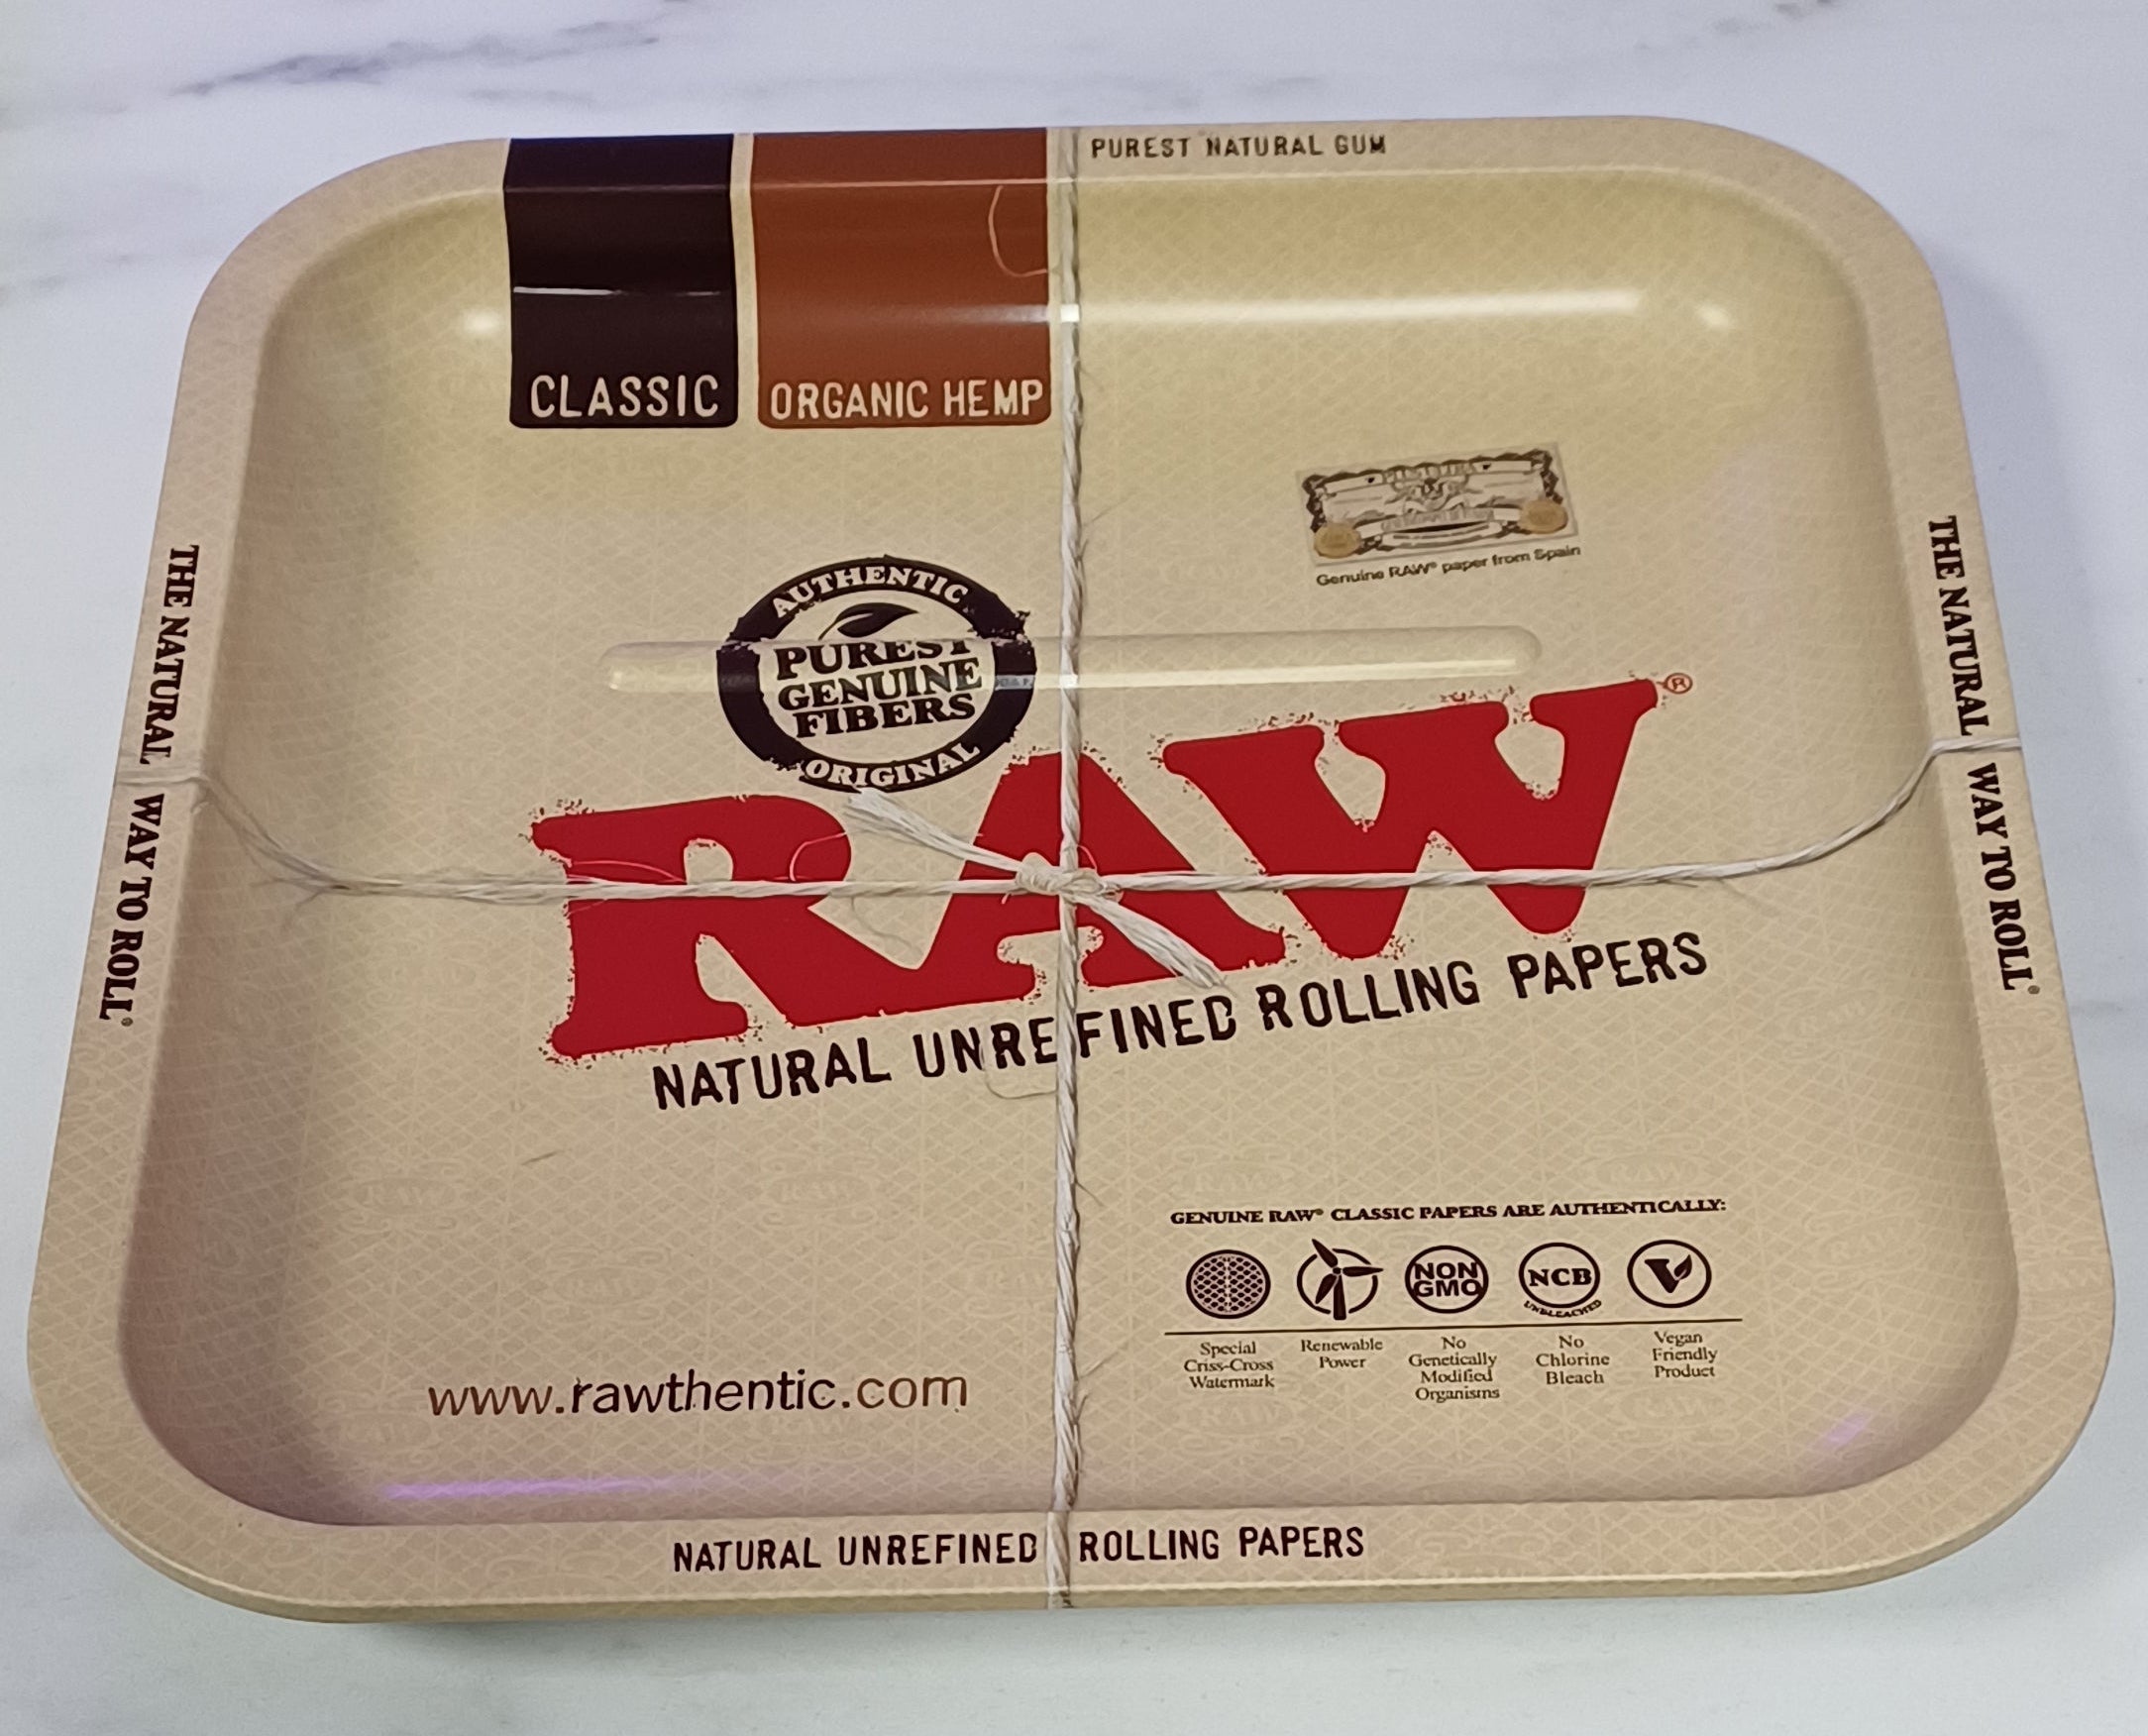 PUREST NATURAL GUM
CLASSIC
ORGANIC HEMP
Genuine RAW® paper from Spain
AUTHENTIC
PUREST
GENUINE
FIBERS
ORIGINAL
RAW®
NATURAL UNREFINED ROLLING PAPERS
THE NATURAL WAY TO ROLL®
THE NATURAL WAY TO ROLL®
GENUINE RAW® CLASSIC PAPERS ARE AUTHENTICALLY:
NON
GMO
NCB
UNBLEACHED
V
Special
Criss-Cross
Watermark
Renewable
Power
No
Genetically
Modified
Organisms
No
Chlorine
Bleach
Vegan
Friendly
Product
www.rawthentic.com
NATURAL UNREFINED ROLLING PAPERS